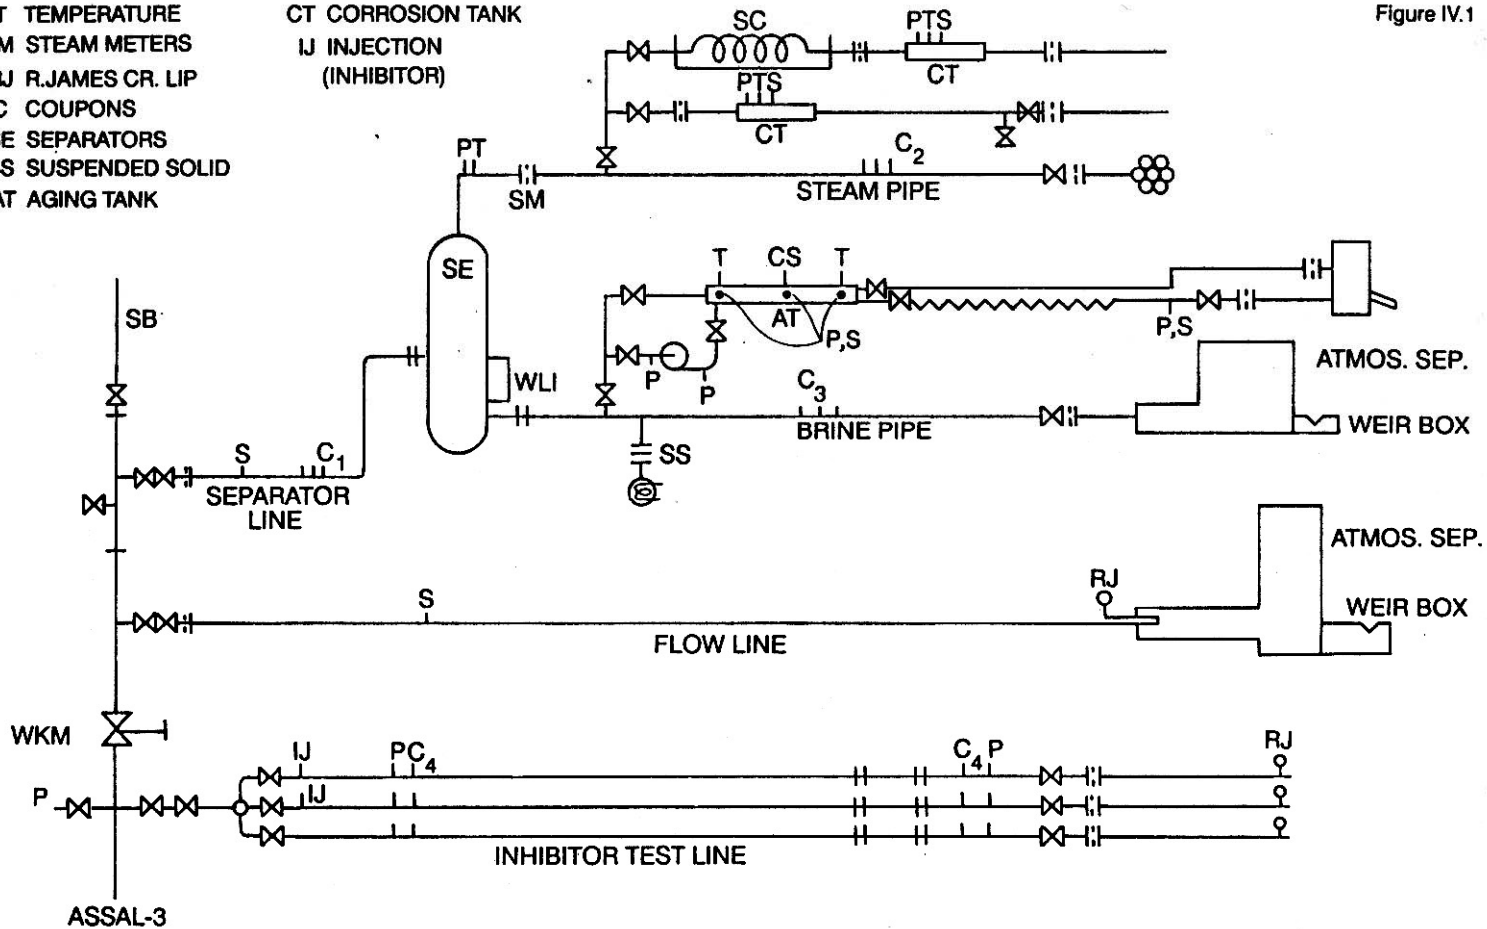 T TEMPERATURE
M STEAM METERS
J R.JAMES CR. LIP
C COUPONS
E SEPARATORS
S SUSPENDED SOLID
AT AGING TANK
CT CORROSION TANK
IJ INJECTION
(INHIBITOR)
Figure IV.1
SC
PTS
CT
PTS
CT
PT
SM
C2
STEAM PIPE
SE
T
CS
T
AT
P,S
P,S
P
P
SB
WLI
C3
BRINE PIPE
ATMOS. SEP.
WEIR BOX
SS
S
C1
SEPARATOR
LINE
ATMOS. SEP.
WEIR BOX
RJ
S
FLOW LINE
WKM
IJ
PC4
C4 P
RJ
P
IJ
INHIBITOR TEST LINE
ASSAL-3